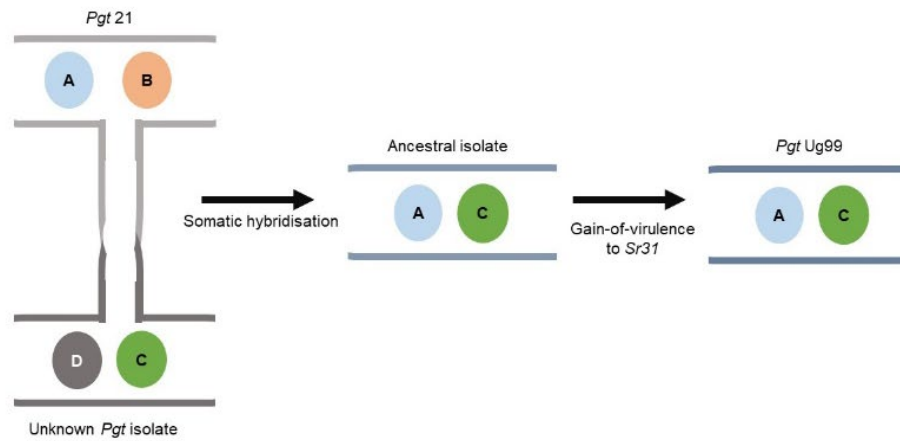 Pgt 21
A
B
Somatic hybridisation
D
C
Unknown Pgt isolate
Ancestral isolate
A
C
Gain-of-virulence
to Sr31
Pgt Ug99
A
C